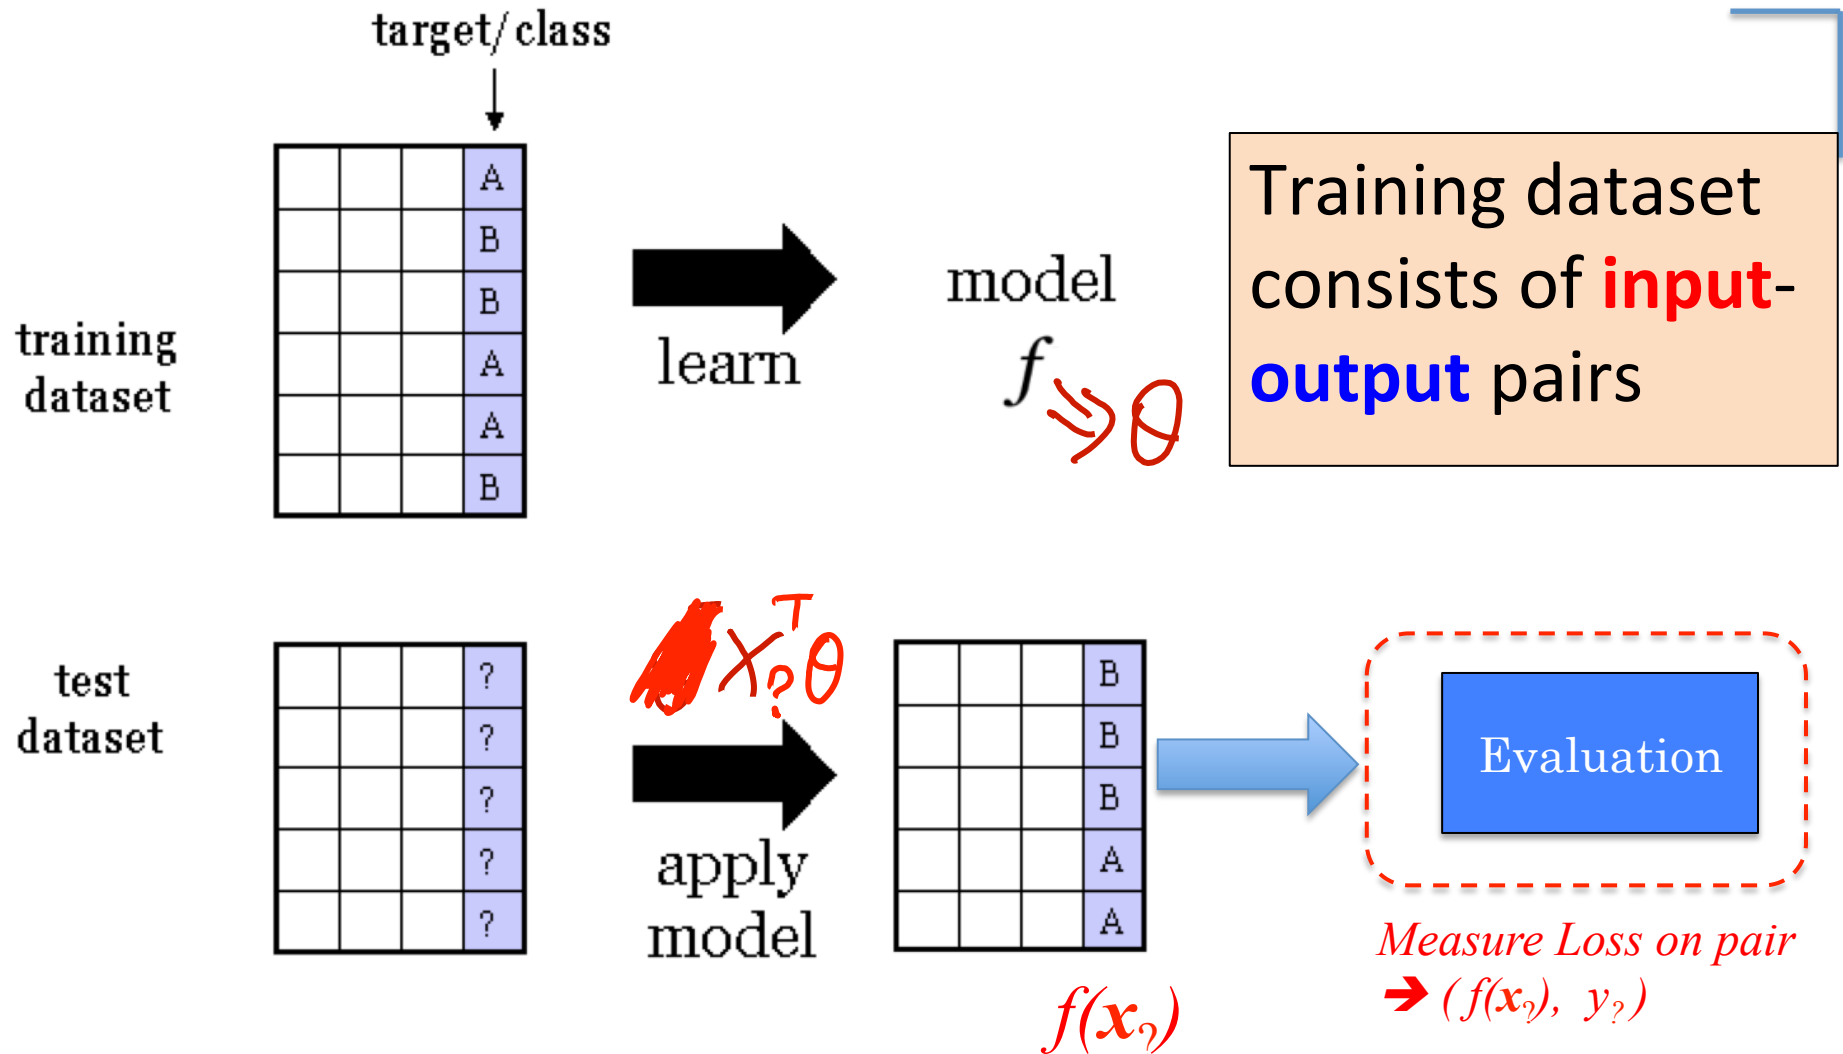 target/class
A
B
B
A
A
B
training
dataset
learn
model
f
⇒ θ
Training dataset
consists of input-
output pairs
test
dataset
?
?
?
?
?
X?ᵀθ
apply
model
B
B
B
A
A
f(x?)
Evaluation
Measure Loss on pair
➔ ( f(x?), y? )